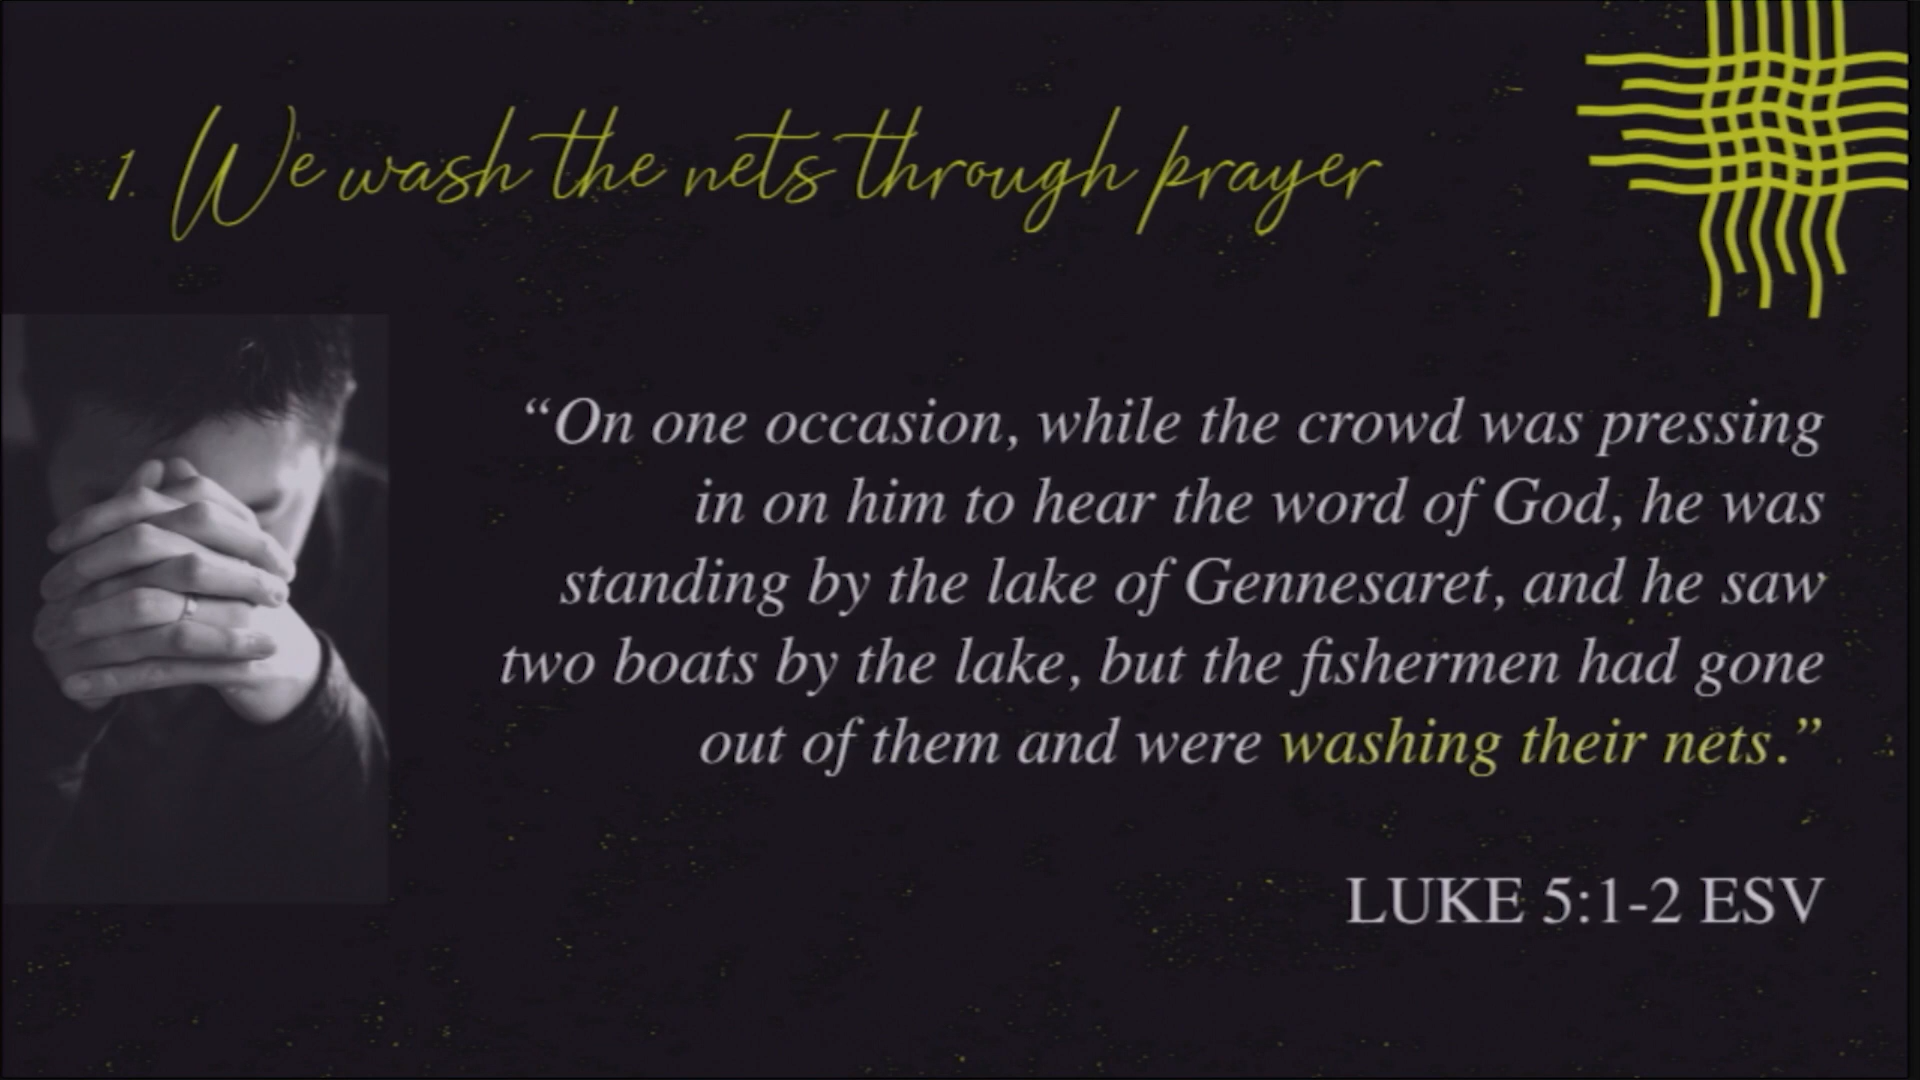 1. We wash the nets through prayer
“On one occasion, while the crowd was pressing
in on him to hear the word of God, he was
standing by the lake of Gennesaret, and he saw
two boats by the lake, but the fishermen had gone
out of them and were washing their nets.”
LUKE 5:1-2 ESV